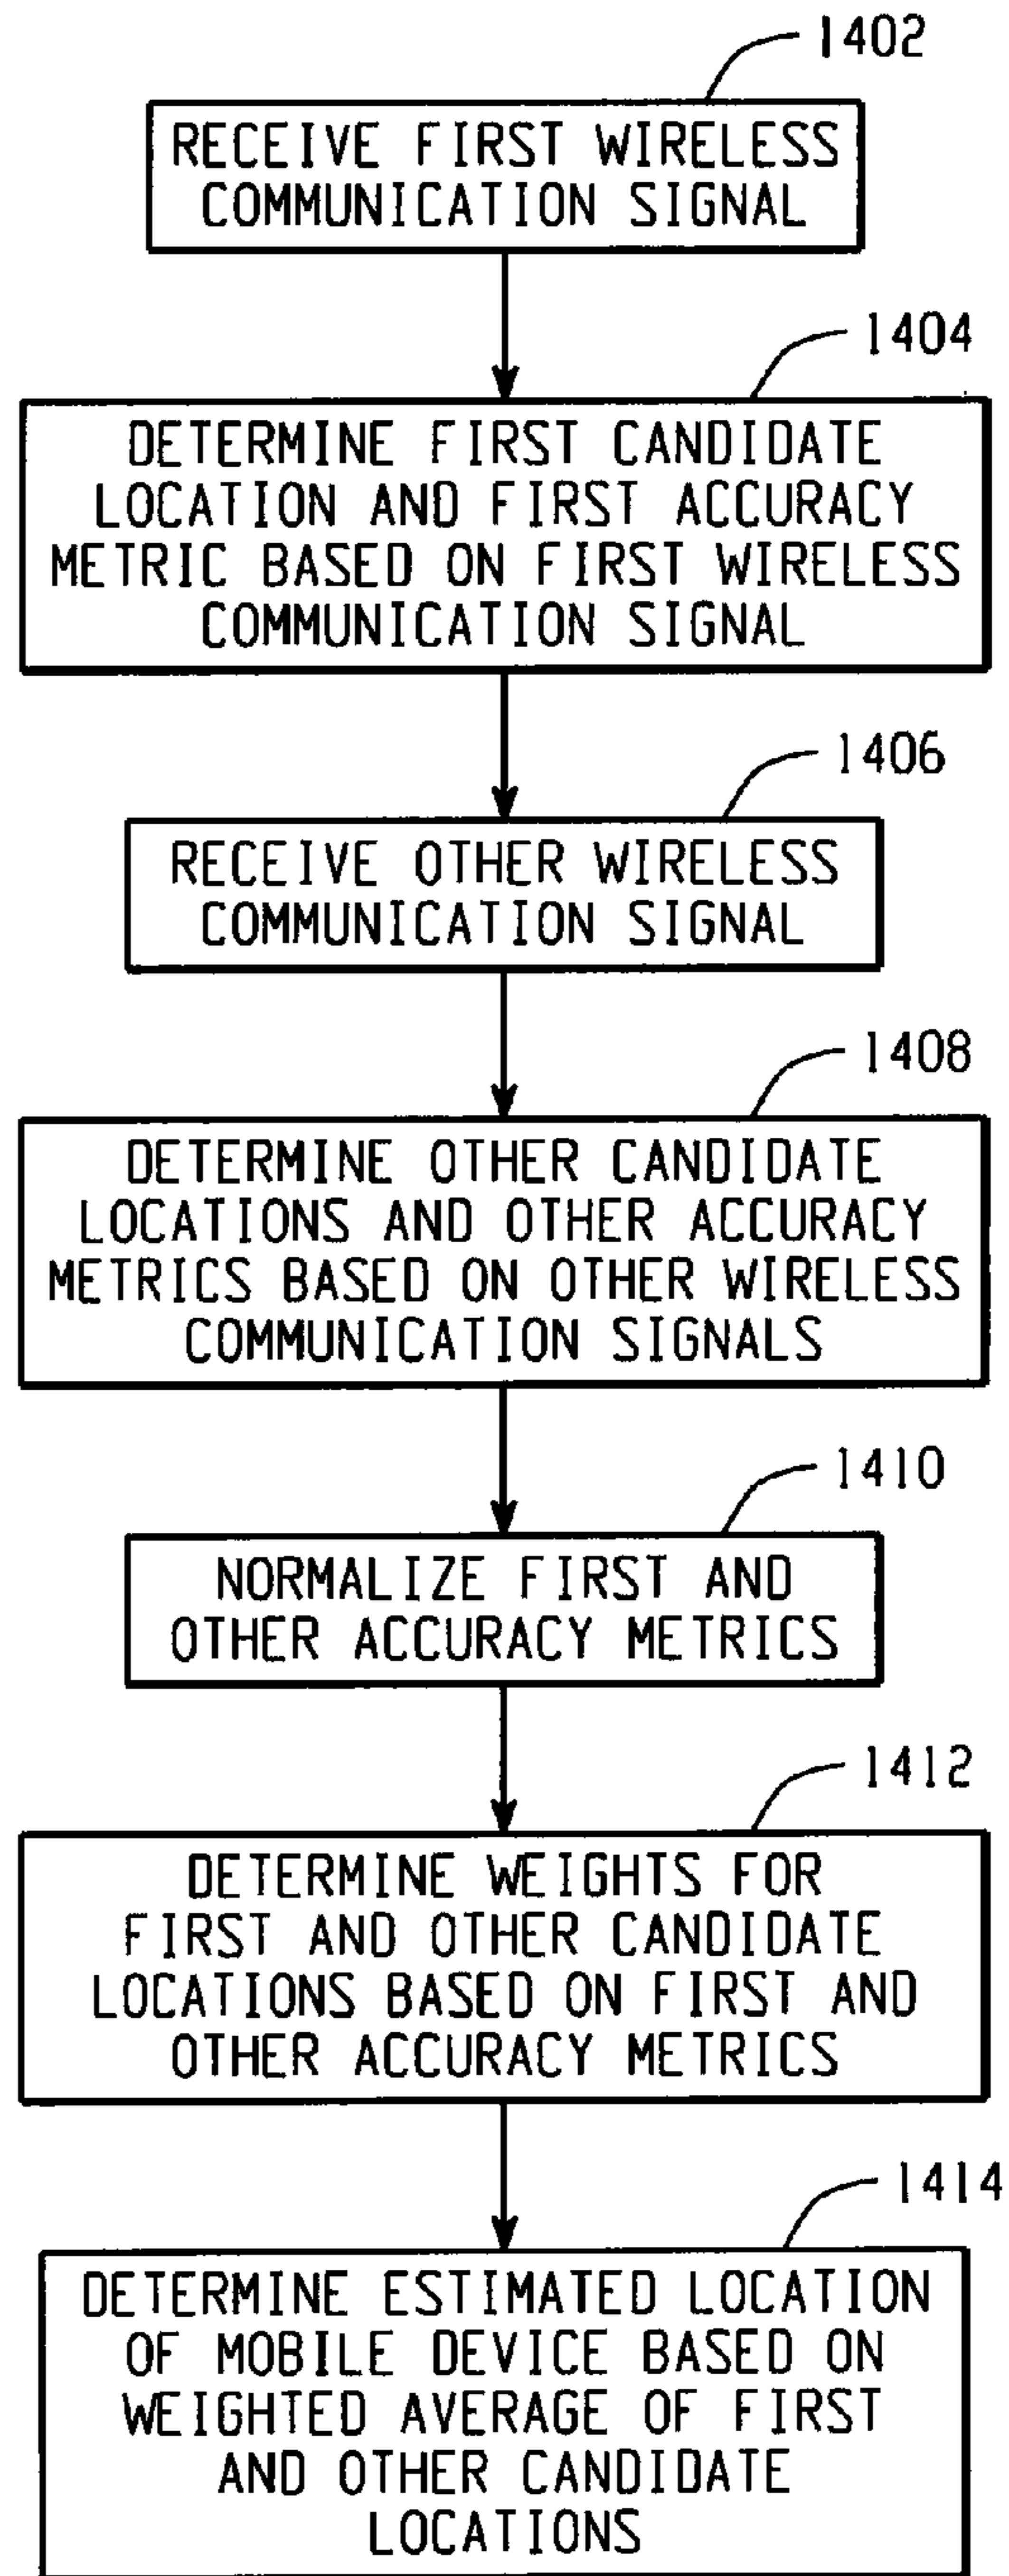 1402
RECEIVE FIRST WIRELESS
COMMUNICATION SIGNAL
1404
DETERMINE FIRST CANDIDATE
LOCATION AND FIRST ACCURACY
METRIC BASED ON FIRST WIRELESS
COMMUNICATION SIGNAL
1406
RECEIVE OTHER WIRELESS
COMMUNICATION SIGNAL
1408
DETERMINE OTHER CANDIDATE
LOCATIONS AND OTHER ACCURACY
METRICS BASED ON OTHER WIRELESS
COMMUNICATION SIGNALS
1410
NORMALIZE FIRST AND
OTHER ACCURACY METRICS
1412
DETERMINE WEIGHTS FOR
FIRST AND OTHER CANDIDATE
LOCATIONS BASED ON FIRST AND
OTHER ACCURACY METRICS
1414
DETERMINE ESTIMATED LOCATION
OF MOBILE DEVICE BASED ON
WEIGHTED AVERAGE OF FIRST
AND OTHER CANDIDATE
LOCATIONS